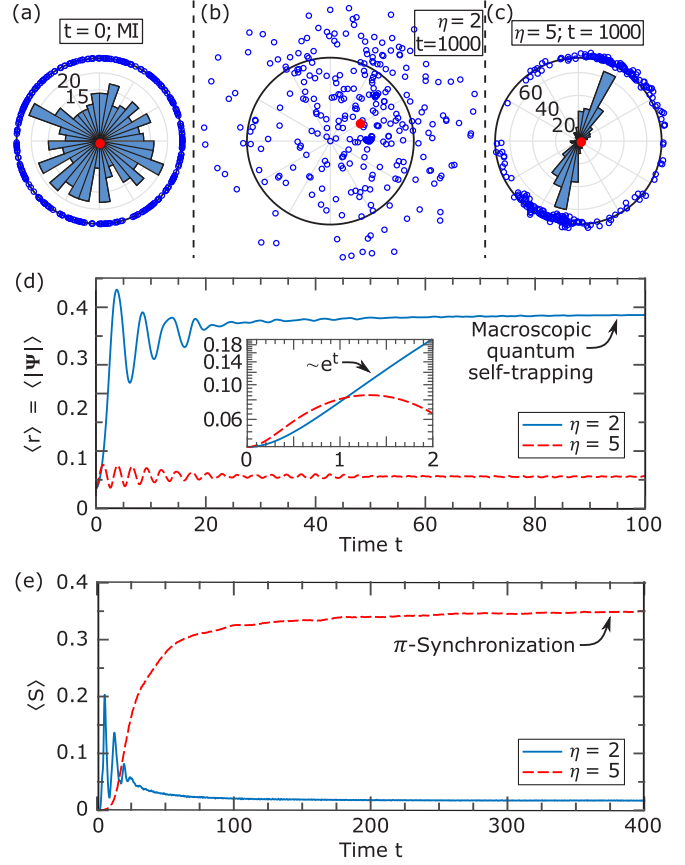 (a)
t = 0; MI
20
15
(b)
η = 2
t=1000
(c)
η = 5; t = 1000
60
40
20
(d)
0.4
0.3
0.2
0.1
0
⟨r⟩ = ⟨|Ψ|⟩
0.18
0.10
0.06
~eᵗ
0
1
2
Macroscopic
quantum
self-trapping
η = 2
η = 5
0
20
40
60
80
100
Time t
(e)
0.4
0.3
0.2
0.1
0
⟨S⟩
π-Synchronization
η = 2
η = 5
0
100
200
300
400
Time t